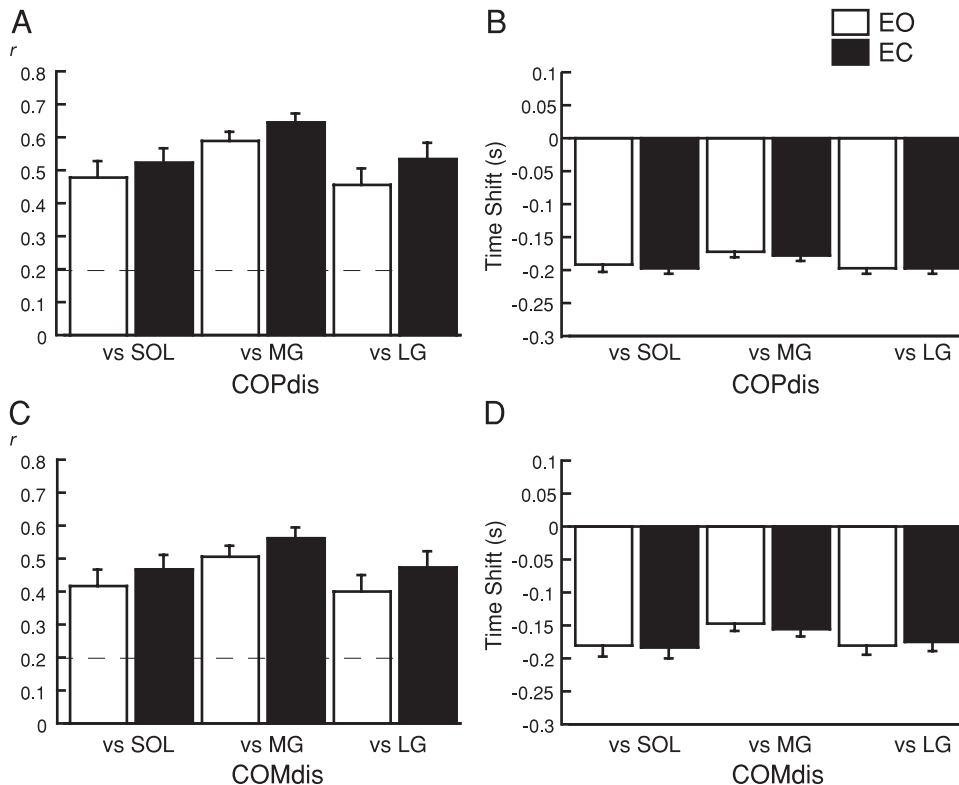 A
r
0.8
0.7
0.6
0.5
0.4
0.3
0.2
0.1
0
vs SOL vs MG vs LG
COPdis
B
EO
EC
Time Shift (s)
0.1
0.05
0
-0.05
-0.1
-0.15
-0.2
-0.25
-0.3
vs SOL vs MG vs LG
COPdis
C
r
0.8
0.7
0.6
0.5
0.4
0.3
0.2
0.1
0
vs SOL vs MG vs LG
COMdis
D
Time Shift (s)
0.1
0.05
0
-0.05
-0.1
-0.15
-0.2
-0.25
-0.3
vs SOL vs MG vs LG
COMdis